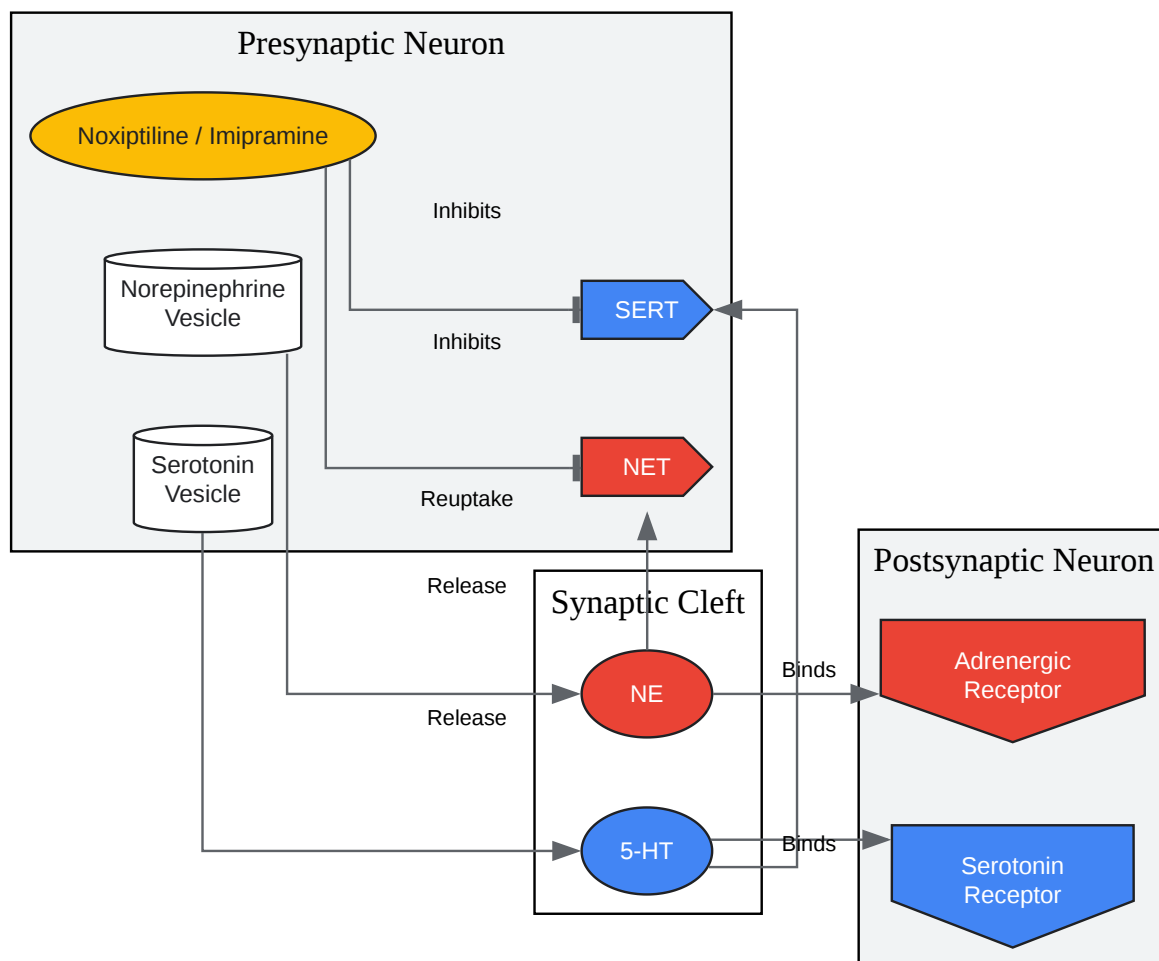 Presynaptic Neuron
Noxiptiline / Imipramine
Inhibits
Norepinephrine
Vesicle
SERT
Inhibits
Serotonin
Vesicle
NET
Reuptake
Release
Synaptic Cleft
Postsynaptic Neuron
NE
Binds
Adrenergic
Receptor
Release
5-HT
Binds
Serotonin
Receptor